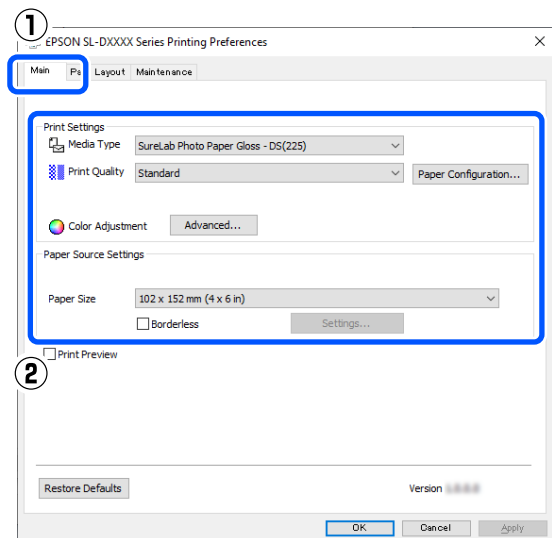 1
EPSON SL-DXXXX Series Printing Preferences
Main Layout Maintenance
Print Settings
Media Type SureLab Photo Paper Gloss - DS(225)
Print Quality Standard Paper Configuration...
Color Adjustment Advanced...
Paper Source Settings
Paper Size 102 x 152 mm (4 x 6 in)
Borderless Settings...
Print Preview
2
Restore Defaults Version
OK Cancel Apply